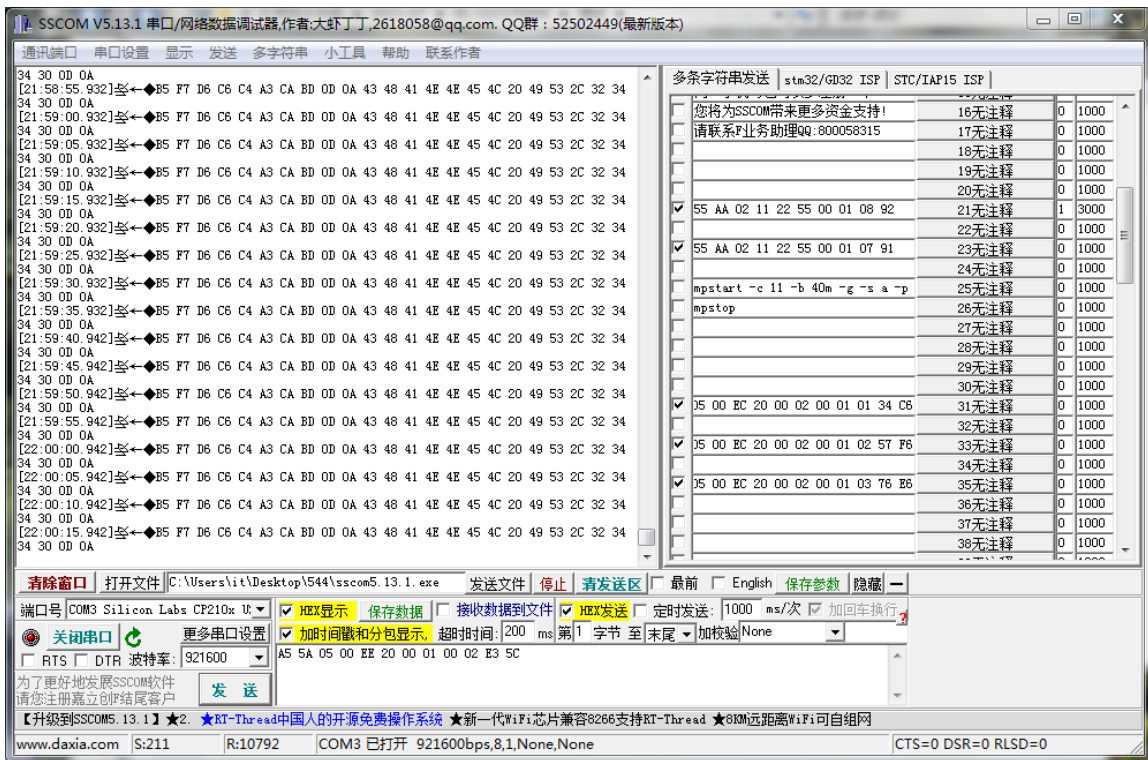 SSCOM V5.13.1 串口/网络数据调试器,作者:大虾丁丁,2618058@qq.com. QQ群：52502449(最新版本)
通讯端口 串口设置 显示 发送 多字符串 小工具 帮助 联系作者
34 30 0D 0A
[21:58:55.932]收←◆B5 F7 D6 C6 C4 A3 CA BD 0D 0A 43 48 41 4E 4E 45 4C 20 49 53 2C 32 34
34 30 0D 0A
[21:59:00.932]收←◆B5 F7 D6 C6 C4 A3 CA BD 0D 0A 43 48 41 4E 4E 45 4C 20 49 53 2C 32 34
34 30 0D 0A
[21:59:05.932]收←◆B5 F7 D6 C6 C4 A3 CA BD 0D 0A 43 48 41 4E 4E 45 4C 20 49 53 2C 32 34
34 30 0D 0A
[21:59:10.932]收←◆B5 F7 D6 C6 C4 A3 CA BD 0D 0A 43 48 41 4E 4E 45 4C 20 49 53 2C 32 34
34 30 0D 0A
[21:59:15.932]收←◆B5 F7 D6 C6 C4 A3 CA BD 0D 0A 43 48 41 4E 4E 45 4C 20 49 53 2C 32 34
34 30 0D 0A
[21:59:20.932]收←◆B5 F7 D6 C6 C4 A3 CA BD 0D 0A 43 48 41 4E 4E 45 4C 20 49 53 2C 32 34
34 30 0D 0A
[21:59:25.932]收←◆B5 F7 D6 C6 C4 A3 CA BD 0D 0A 43 48 41 4E 4E 45 4C 20 49 53 2C 32 34
34 30 0D 0A
[21:59:30.932]收←◆B5 F7 D6 C6 C4 A3 CA BD 0D 0A 43 48 41 4E 4E 45 4C 20 49 53 2C 32 34
34 30 0D 0A
[21:59:35.932]收←◆B5 F7 D6 C6 C4 A3 CA BD 0D 0A 43 48 41 4E 4E 45 4C 20 49 53 2C 32 34
34 30 0D 0A
[21:59:40.942]收←◆B5 F7 D6 C6 C4 A3 CA BD 0D 0A 43 48 41 4E 4E 45 4C 20 49 53 2C 32 34
34 30 0D 0A
[21:59:45.942]收←◆B5 F7 D6 C6 C4 A3 CA BD 0D 0A 43 48 41 4E 4E 45 4C 20 49 53 2C 32 34
34 30 0D 0A
[21:59:50.942]收←◆B5 F7 D6 C6 C4 A3 CA BD 0D 0A 43 48 41 4E 4E 45 4C 20 49 53 2C 32 34
34 30 0D 0A
[21:59:55.942]收←◆B5 F7 D6 C6 C4 A3 CA BD 0D 0A 43 48 41 4E 4E 45 4C 20 49 53 2C 32 34
34 30 0D 0A
[22:00:00.942]收←◆B5 F7 D6 C6 C4 A3 CA BD 0D 0A 43 48 41 4E 4E 45 4C 20 49 53 2C 32 34
34 30 0D 0A
[22:00:05.942]收←◆B5 F7 D6 C6 C4 A3 CA BD 0D 0A 43 48 41 4E 4E 45 4C 20 49 53 2C 32 34
34 30 0D 0A
[22:00:10.942]收←◆B5 F7 D6 C6 C4 A3 CA BD 0D 0A 43 48 41 4E 4E 45 4C 20 49 53 2C 32 34
34 30 0D 0A
[22:00:15.942]收←◆B5 F7 D6 C6 C4 A3 CA BD 0D 0A 43 48 41 4E 4E 45 4C 20 49 53 2C 32 34
34 30 0D 0A
多条字符串发送 stm32/GD32 ISP STC/IAP15 ISP
您将为SSCOM带来更多资金支持! 16无注释 0 1000
请联系F业务助理QQ:800058315 17无注释 0 1000
18无注释 0 1000
19无注释 0 1000
20无注释 0 1000
55 AA 02 11 22 55 00 01 08 92 21无注释 1 3000
22无注释 0 1000
55 AA 02 11 22 55 00 01 07 91 23无注释 0 1000
24无注释 0 1000
mpstart -c 11 -b 40m -g -s a -p 25无注释 0 1000
mpstop 26无注释 0 1000
27无注释 0 1000
28无注释 0 1000
29无注释 0 1000
30无注释 0 1000
05 00 EC 20 00 02 00 01 01 34 C6 31无注释 0 1000
32无注释 0 1000
05 00 EC 20 00 02 00 01 02 57 F6 33无注释 0 1000
34无注释 0 1000
05 00 EC 20 00 02 00 01 03 76 E6 35无注释 0 1000
36无注释 0 1000
37无注释 0 1000
38无注释 0 1000
清除窗口 打开文件 C:\Users\it\Desktop\544\sscom5.13.1.exe 发送文件 停止 清发送区 最前 English 保存参数 隐藏 —
端口号 COM3 Silicon Labs CP210x U HEX显示 保存数据 接收数据到文件 HEX发送 定时发送: 1000 ms/次 加回车换行 ?
关闭串口 更多串口设置 加时间戳和分包显示, 超时时间: 200 ms 第 1 字节 至 末尾 加校验 None
RTS DTR 波特率: 921600
A5 5A 05 00 EE 20 00 01 00 02 E3 5C
为了更好地发展SSCOM软件
请您注册嘉立创F结尾客户
发 送
【升级到SSCOM5.13.1】★2. ★RT-Thread中国人的开源免费操作系统 ★新一代WiFi芯片兼容8266支持RT-Thread ★8KM远距离WiFi可自组网
www.daxia.com S:211 R:10792 COM3 已打开 921600bps,8,1,None,None CTS=0 DSR=0 RLSD=0